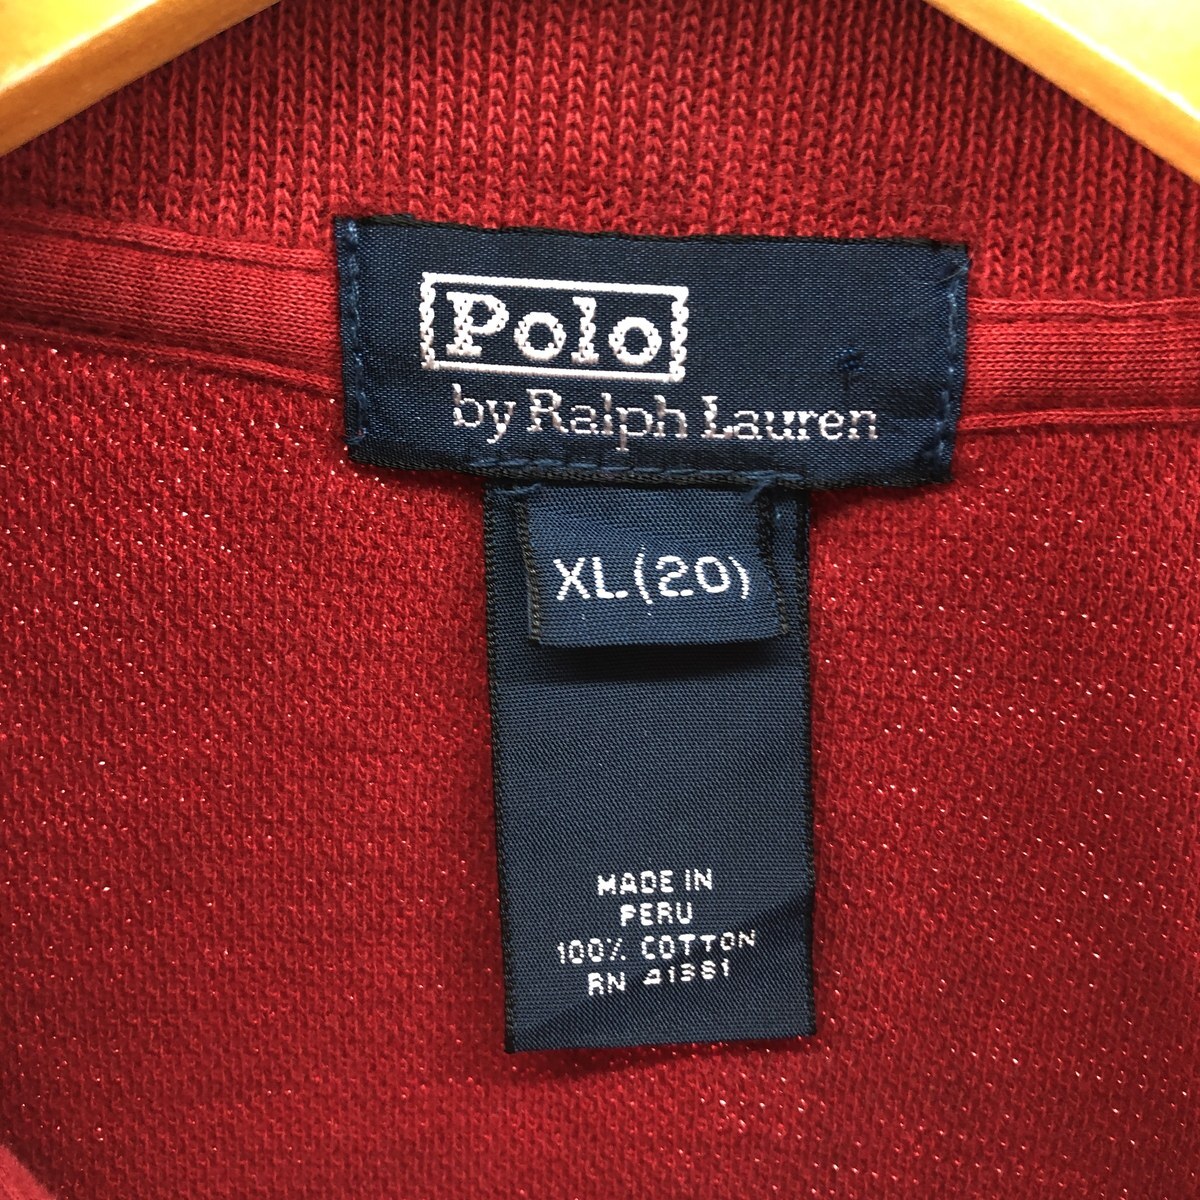 Polo
by Ralph Lauren
XL (20)
MADE IN
PERU
100% COTTON
RN 41381